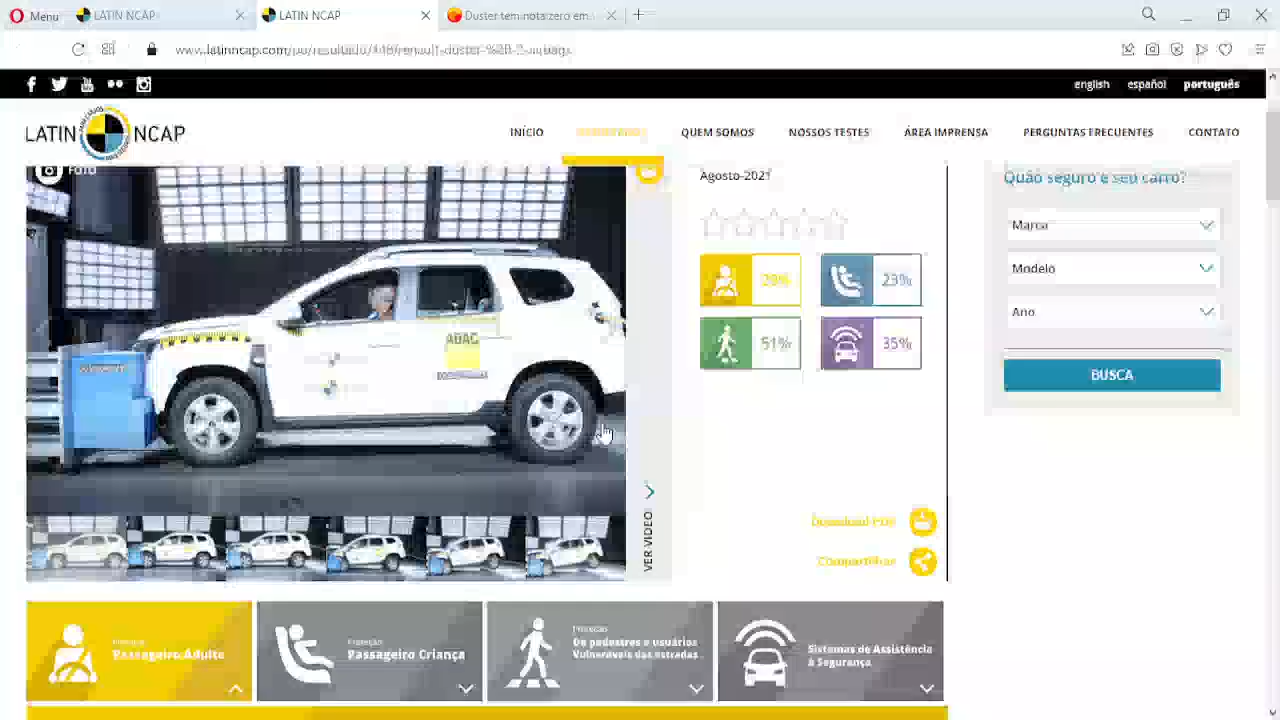 Menu
LATIN NCAP
LATIN NCAP
Duster tem nota zero em
english
español
português
LATIN NCAP
INÍCIO
QUEM SOMOS
NOSSOS TESTES
ÁREA IMPRENSA
PERGUNTAS FRECUENTES
CONTATO
Foto
Agosto-2021
Quão seguro é seu carro?
Marca
Modelo
Ano
BUSCA
29%
23%
51%
35%
ADAC
VER VIDEO
Download PDF
Compartilhar
Proteção
Passageiro Adulto
Proteção
Passageiro Criança
Proteção
De pedestres e usuários
Vulneráveis das estradas
Sistemas de Assistência
à Segurança